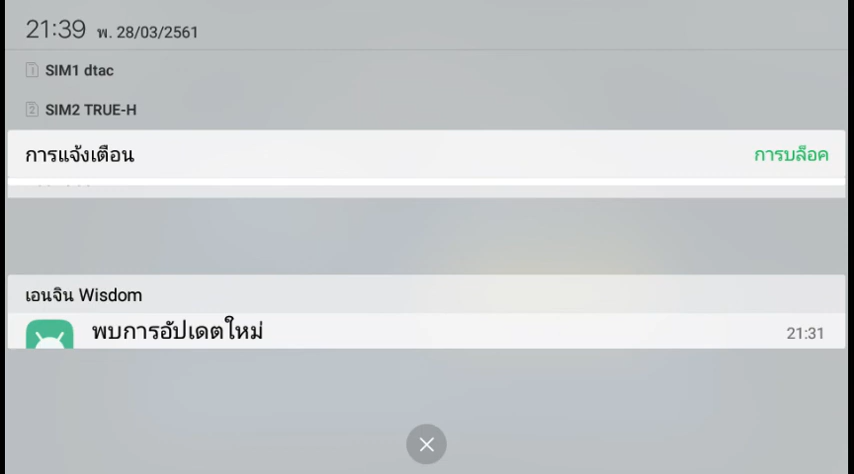 21:39 พ. 28/03/2561
1 SIM1 dtac
2 SIM2 TRUE-H
การแจ้งเตือน การบล็อค
เอนจิน Wisdom
พบการอัปเดตใหม่ 21:31